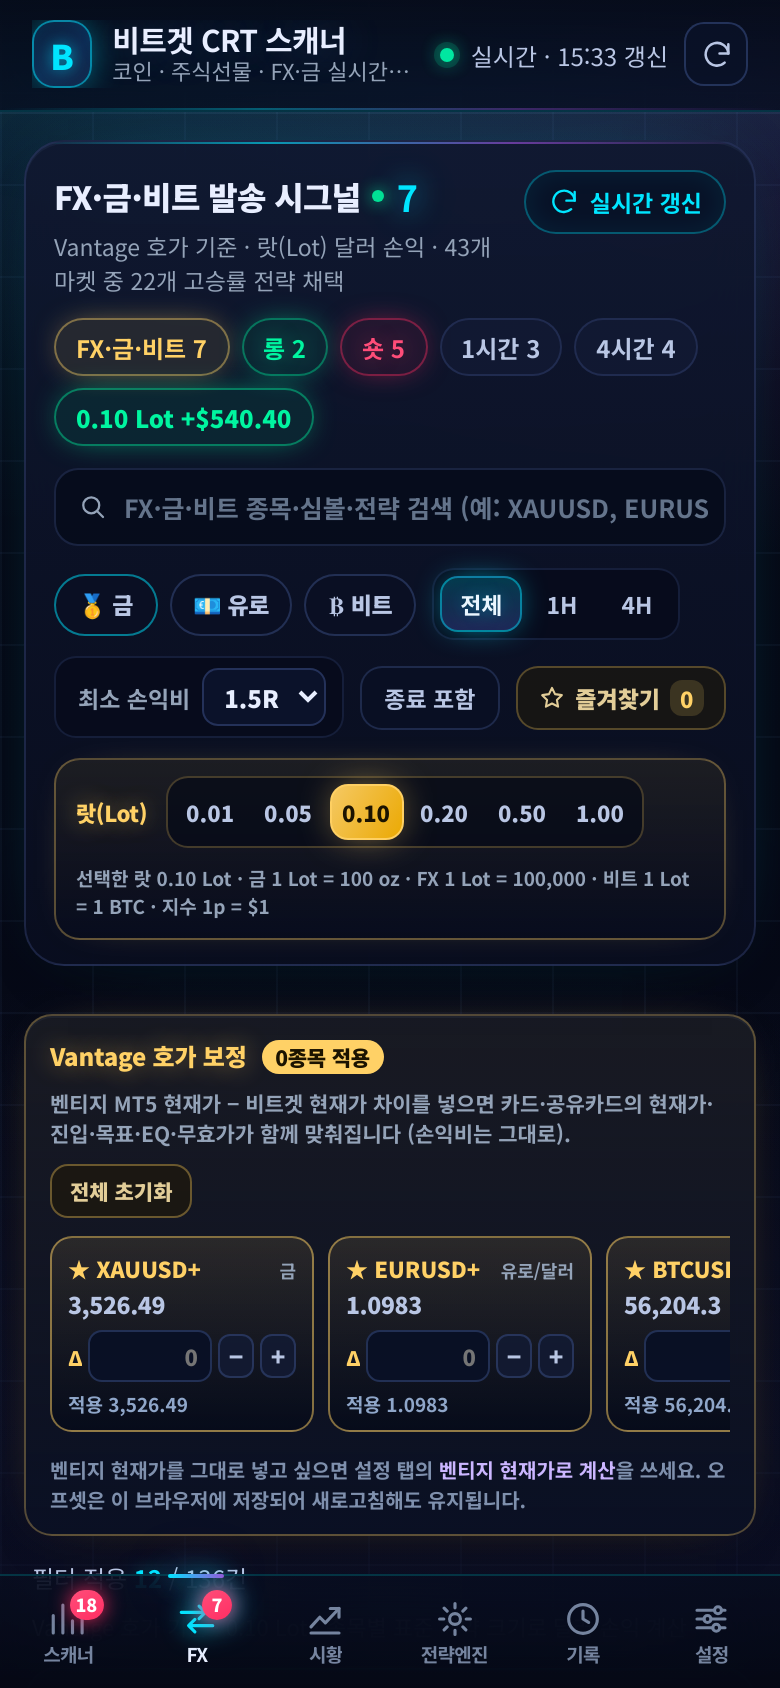 B
비트겟 CRT 스캐너
코인 · 주식선물 · FX·금 실시간···
실시간 · 15:33 갱신
FX·금·비트 발송 시그널 • 7
실시간 갱신
Vantage 호가 기준 · 랏(Lot) 달러 손익 · 43개
마켓 중 22개 고승률 전략 채택
FX·금·비트 7
롱 2
숏 5
1시간 3
4시간 4
0.10 Lot +$540.40
FX·금·비트 종목·심볼·전략 검색 (예: XAUUSD, EURUS
🥇 금
💶 유로
₿ 비트
전체
1H
4H
최소 손익비
1.5R
종료 포함
☆ 즐겨찾기 0
랏(Lot)
0.01
0.05
0.10
0.20
0.50
1.00
선택한 랏 0.10 Lot · 금 1 Lot = 100 oz · FX 1 Lot = 100,000 · 비트 1 Lot
= 1 BTC · 지수 1p = $1
Vantage 호가 보정
0종목 적용
벤티지 MT5 현재가 − 비트겟 현재가 차이를 넣으면 카드·공유카드의 현재가·
진입·목표·EQ·무효가가 함께 맞춰집니다 (손익비는 그대로).
전체 초기화
★ XAUUSD+
금
3,526.49
Δ
0
−
+
적용 3,526.49
★ EURUSD+
유로/달러
1.0983
Δ
0
−
+
적용 1.0983
★ BTCUS
56,204.3
Δ
적용 56,204.
벤티지 현재가를 그대로 넣고 싶으면 설정 탭의 벤티지 현재가로 계산을 쓰세요. 오
프셋은 이 브라우저에 저장되어 새로고침해도 유지됩니다.
필터 적용 12 / 136건
18
스캐너
7
FX
시황
전략엔진
기록
설정